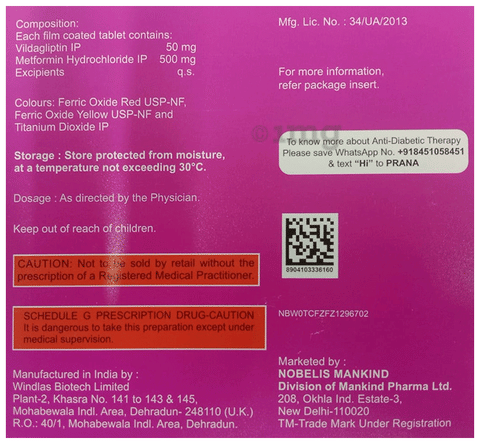 Composition:
Each film coated tablet contains:
Vildagliptin IP 50 mg
Metformin Hydrochloride IP 500 mg
Excipients q.s.
Colours: Ferric Oxide Red USP-NF,
Ferric Oxide Yellow USP-NF and
Titanium Dioxide IP
Storage : Store protected from moisture,
at a temperature not exceeding 30°C.
Dosage : As directed by the Physician.
Keep out of reach of children.
CAUTION: Not to be sold by retail without the
prescription of a Registered Medical Practitioner.
SCHEDULE G PRESCRIPTION DRUG-CAUTION
It is dangerous to take this preparation except under
medical supervision.
Manufactured in India by :
Windlas Biotech Limited
Plant-2, Khasra No. 141 to 143 & 145,
Mohabewala Indl. Area, Dehradun- 248110 (U.K.)
R.O.: 40/1, Mohabewala Indl. Area, Dehradun.
Mfg. Lic. No. : 34/UA/2013
For more information,
refer package insert.
1mg
To know more about Anti-Diabetic Therapy
Please save WhatsApp No. +918451058451
& text “Hi” to PRANA
8904103336160
NBW0TCFZFZ1296702
Marketed by :
NOBELIS MANKIND
Division of Mankind Pharma Ltd.
208, Okhla Ind. Estate-3,
New Delhi-110020
TM-Trade Mark Under Registration